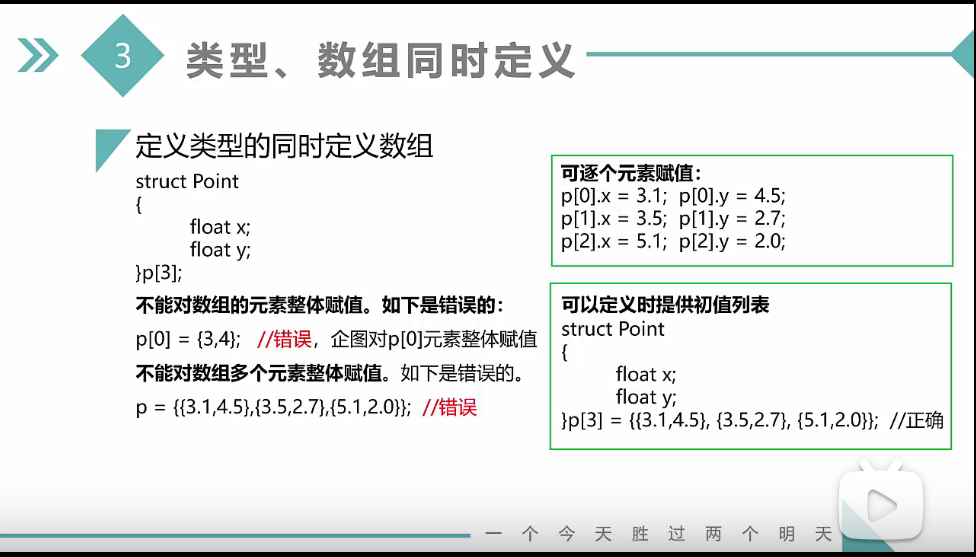 3
类型、数组同时定义
定义类型的同时定义数组
struct Point
{
float x;
float y;
}p[3];
不能对数组的元素整体赋值。如下是错误的：
p[0] = {3,4}; //错误，企图对p[0]元素整体赋值
不能对数组多个元素整体赋值。如下是错误的。
p = {{3.1,4.5},{3.5,2.7},{5.1,2.0}}; //错误
可逐个元素赋值：
p[0].x = 3.1; p[0].y = 4.5;
p[1].x = 3.5; p[1].y = 2.7;
p[2].x = 5.1; p[2].y = 2.0;
可以定义时提供初值列表
struct Point
{
float x;
float y;
}p[3] = {{3.1,4.5}, {3.5,2.7}, {5.1,2.0}}; //正确
一个今天胜过两个明天